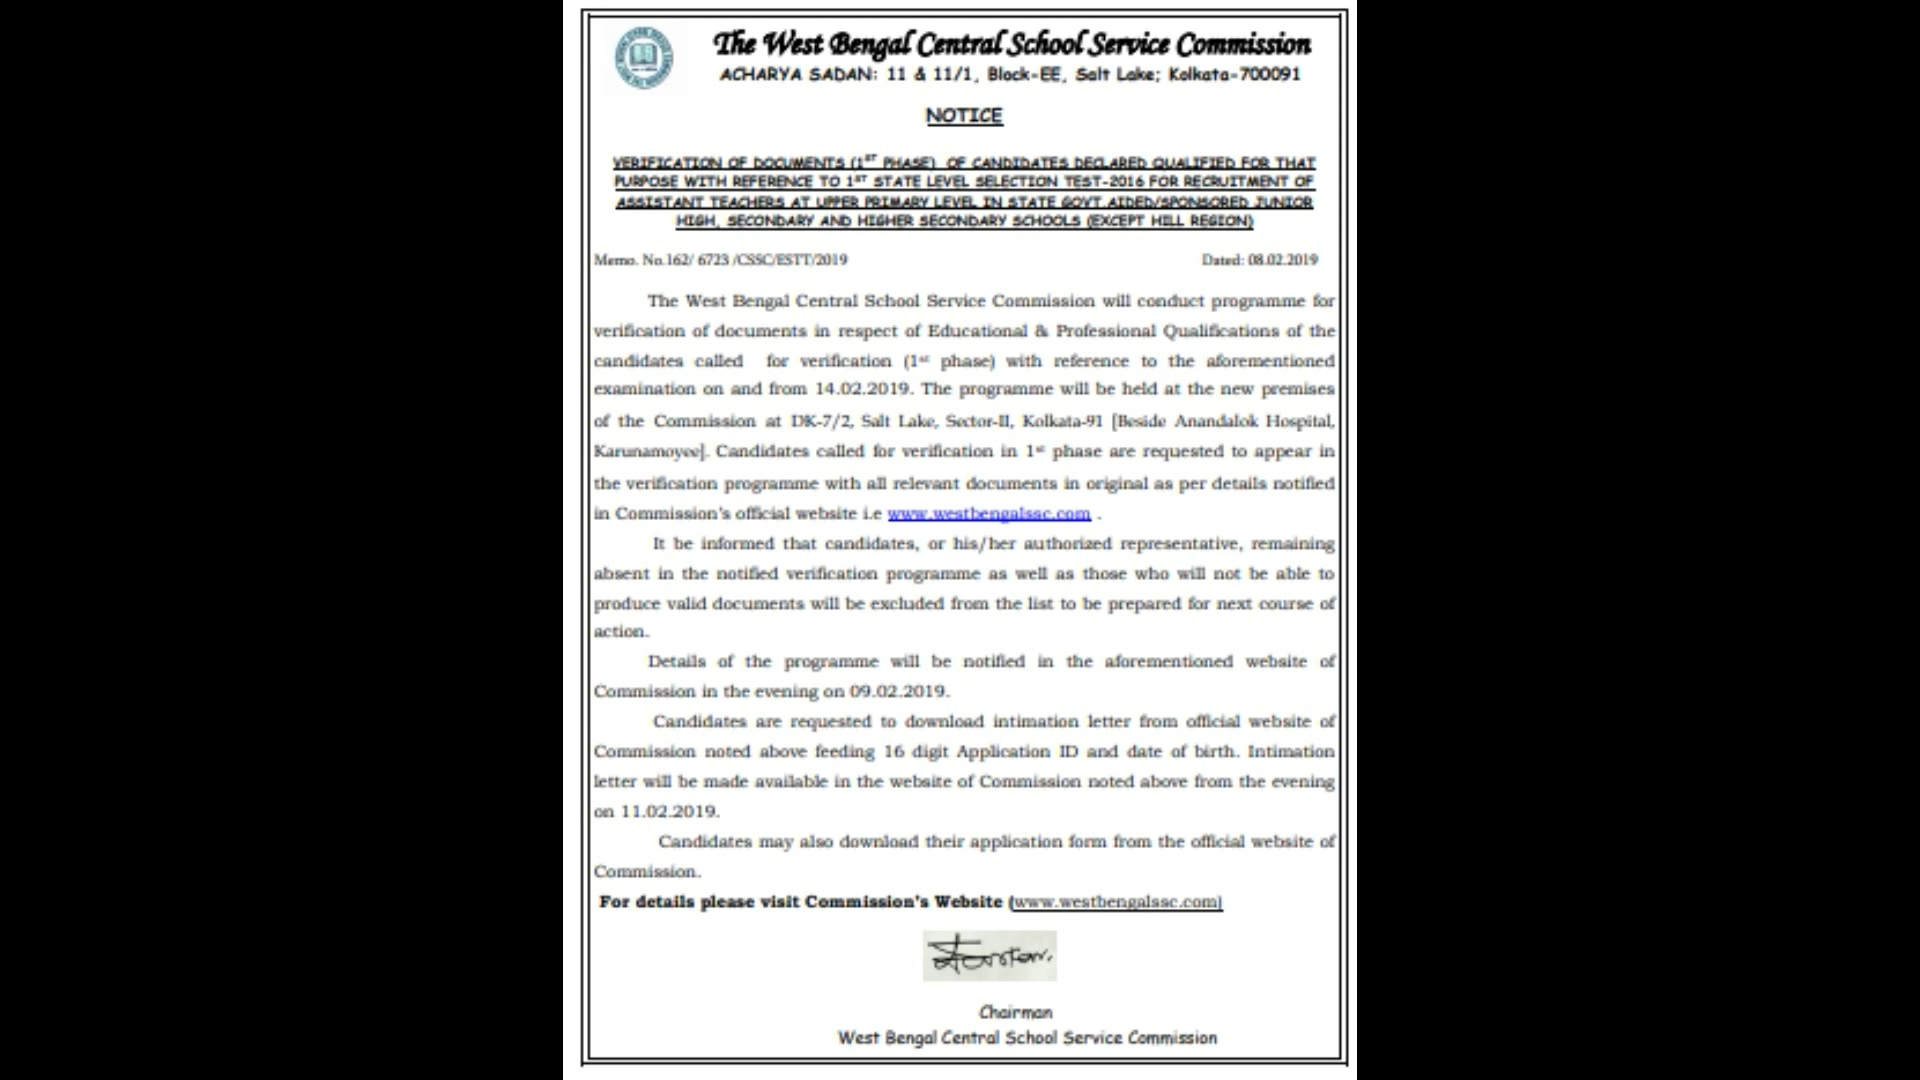 The West Bengal Central School Service Commission
ACHARYA SADAN: 11 & 11/1, Block-EE, Salt Lake; Kolkata-700091
NOTICE
VERIFICATION OF DOCUMENTS (1ST PHASE) OF CANDIDATES DECLARED QUALIFIED FOR THAT
PURPOSE WITH REFERENCE TO 1ST STATE LEVEL SELECTION TEST-2016 FOR RECRUITMENT OF
ASSISTANT TEACHERS AT UPPER PRIMARY LEVEL IN STATE GOVT AIDED/SPONSORED JUNIOR
HIGH, SECONDARY AND HIGHER SECONDARY SCHOOLS (EXCEPT HILL REGION)
Memo. No.162/ 6723 /CSSC/ESTT/2019 Dated: 08.02.2019
The West Bengal Central School Service Commission will conduct programme for
verification of documents in respect of Educational & Professional Qualifications of the
candidates called for verification (1st phase) with reference to the aforementioned
examination on and from 14.02.2019. The programme will be held at the new premises
of the Commission at DK-7/2, Salt Lake, Sector-II, Kolkata-91 [Beside Anandalok Hospital,
Karunamoyee]. Candidates called for verification in 1st phase are requested to appear in
the verification programme with all relevant documents in original as per details notified
in Commission's official website i.e www.westbengalssc.com .
It be informed that candidates, or his/her authorized representative, remaining
absent in the notified verification programme as well as those who will not be able to
produce valid documents will be excluded from the list to be prepared for next course of
action.
Details of the programme will be notified in the aforementioned website of
Commission in the evening on 09.02.2019.
Candidates are requested to download intimation letter from official website of
Commission noted above feeding 16 digit Application ID and date of birth. Intimation
letter will be made available in the website of Commission noted above from the evening
on 11.02.2019.
Candidates may also download their application form from the official website of
Commission.
For details please visit Commission's Website (www.westbengalssc.com)
Chairman
West Bengal Central School Service Commission